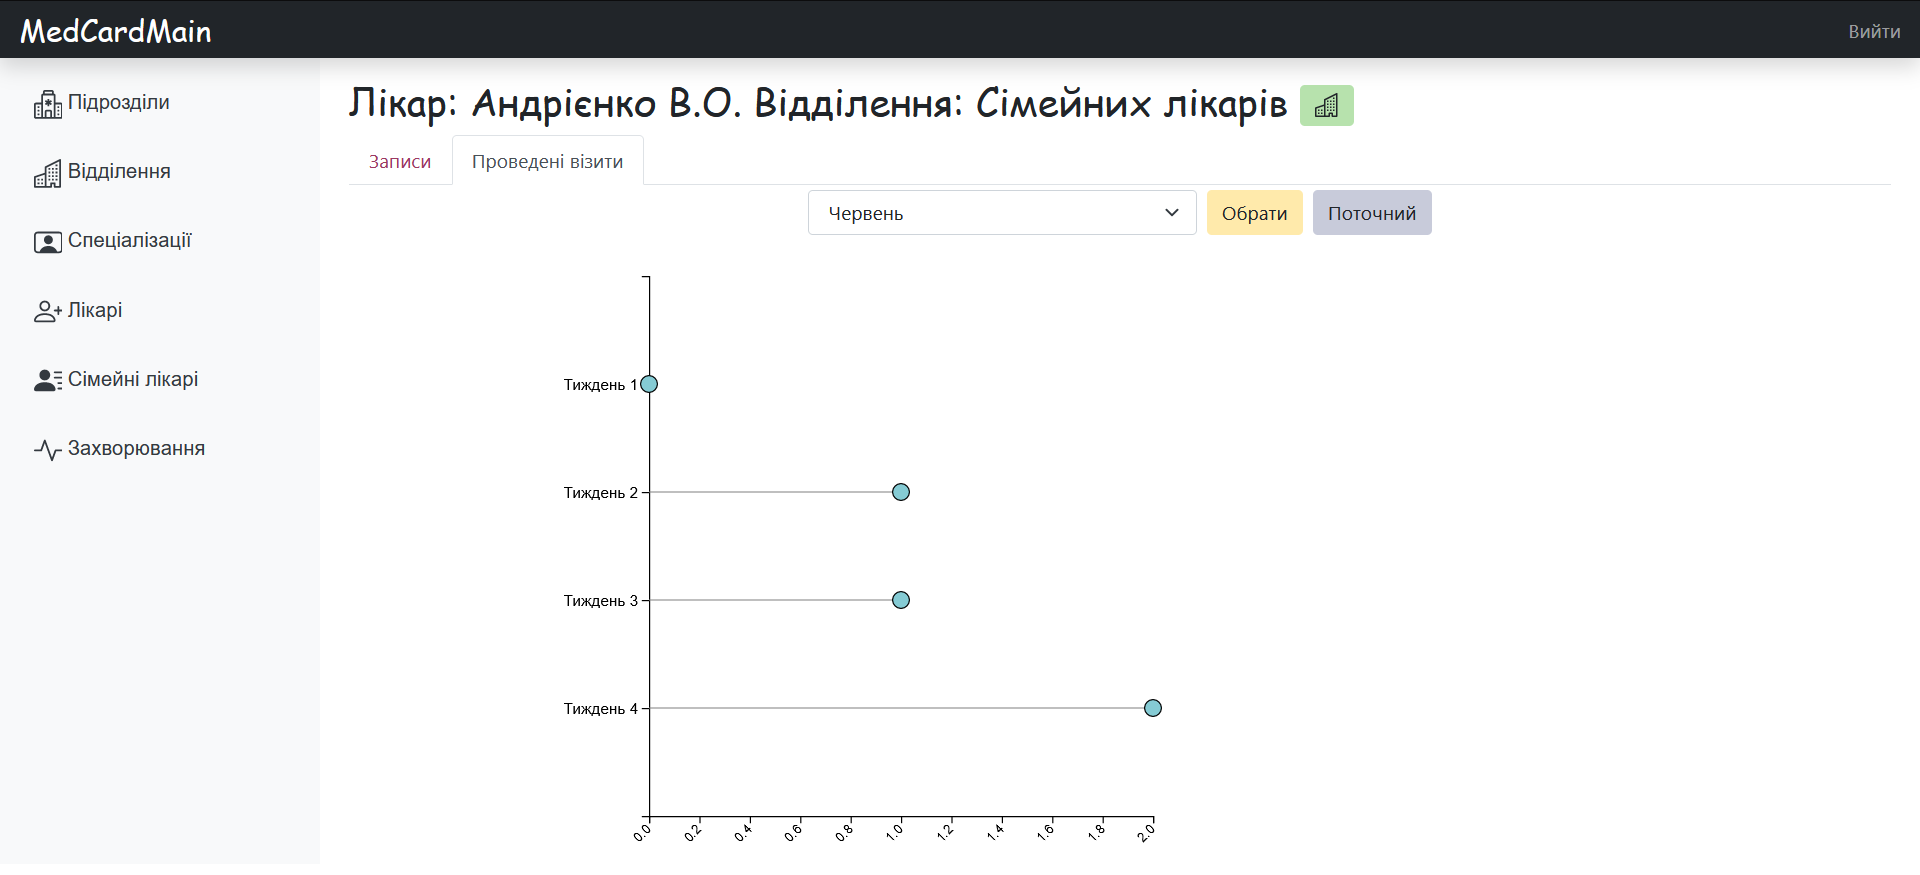 MedCardMain
Вийти
Підрозділи
Відділення
Спеціалізації
Лікарі
Сімейні лікарі
Захворювання
Лікар: Андрієнко В.О. Відділення: Сімейних лікарів
Записи
Проведені візити
Червень
Обрати
Поточний
Тиждень 1
Тиждень 2
Тиждень 3
Тиждень 4
0.0 0.2 0.4 0.6 0.8 1.0 1.2 1.4 1.6 1.8 2.0